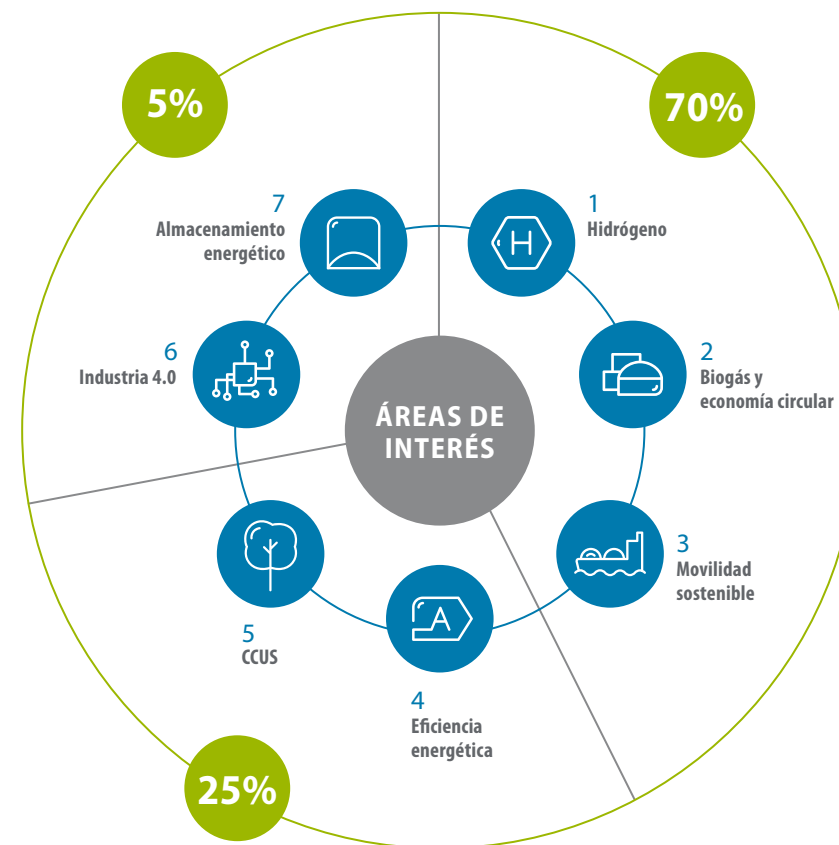 5%
70%
7
Almacenamiento
energético
1
Hidrógeno
H
6
Industria 4.0
2
Biogás y
economía circular
ÁREAS DE
INTERÉS
3
Movilidad
sostenible
5
CCUS
A
4
Eficiencia
energética
25%